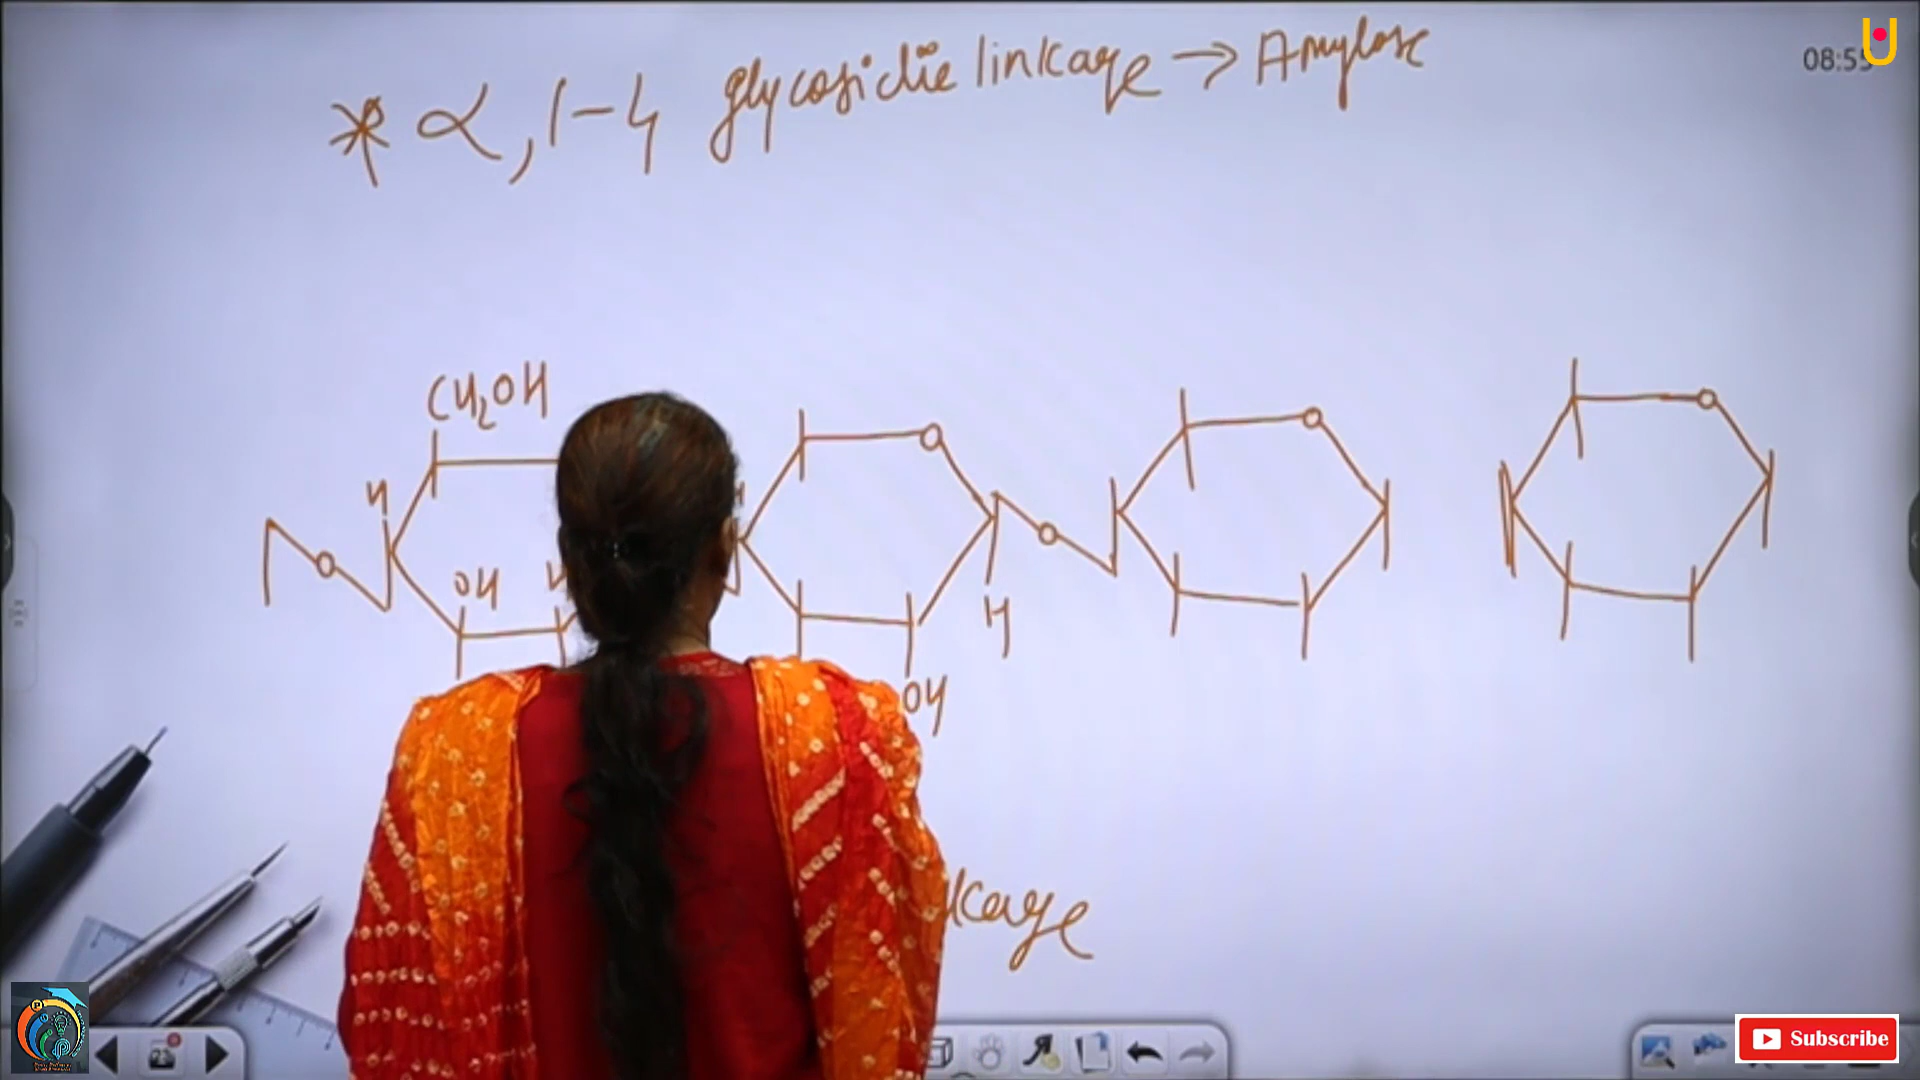 * α, 1-4 glycosidic linkage → Amylose
08:55
CH₂OH
H
H
OH
H
H
OH
kage
Subscribe